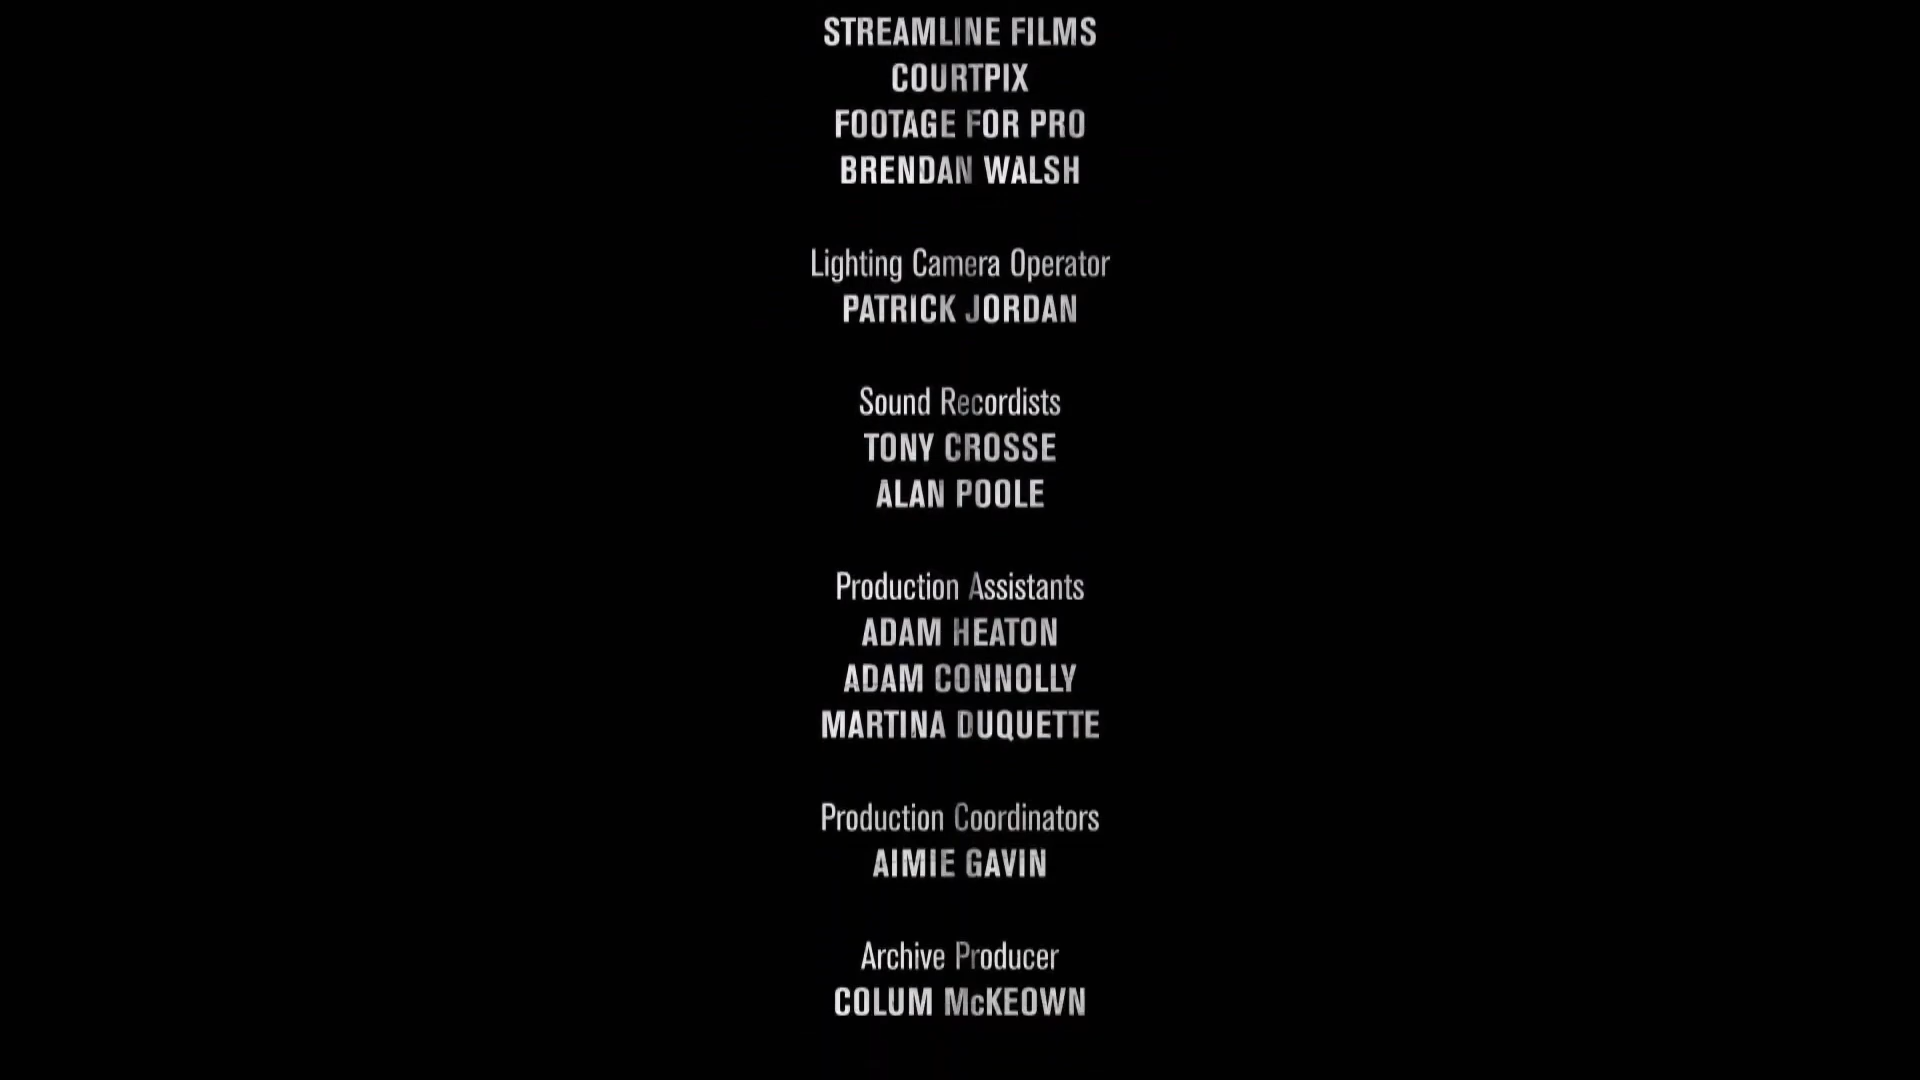 STREAMLINE FILMS
COURTPIX
FOOTAGE FOR PRO
BRENDAN WALSH
Lighting Camera Operator
PATRICK JORDAN
Sound Recordists
TONY CROSSE
ALAN POOLE
Production Assistants
ADAM HEATON
ADAM CONNOLLY
MARTINA DUQUETTE
Production Coordinators
AIMIE GAVIN
Archive Producer
COLUM McKEOWN